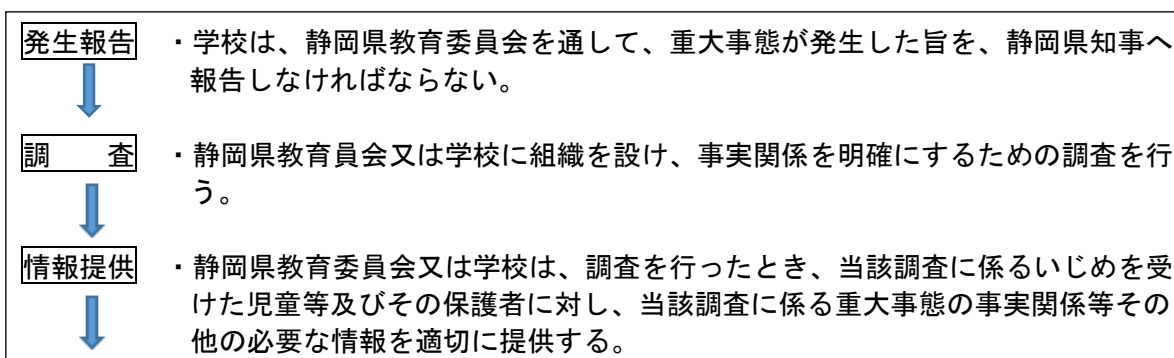 発生報告 ・学校は、静岡県教育委員会を通して、重大事態が発生した旨を、静岡県知事へ
報告しなければならない。
調　　査 ・静岡県教育員会又は学校に組織を設け、事実関係を明確にするための調査を行
う。
情報提供 ・静岡県教育委員会又は学校は、調査を行ったとき、当該調査に係るいじめを受
けた児童等及びその保護者に対し、当該調査に係る重大事態の事実関係等その
他の必要な情報を適切に提供する。